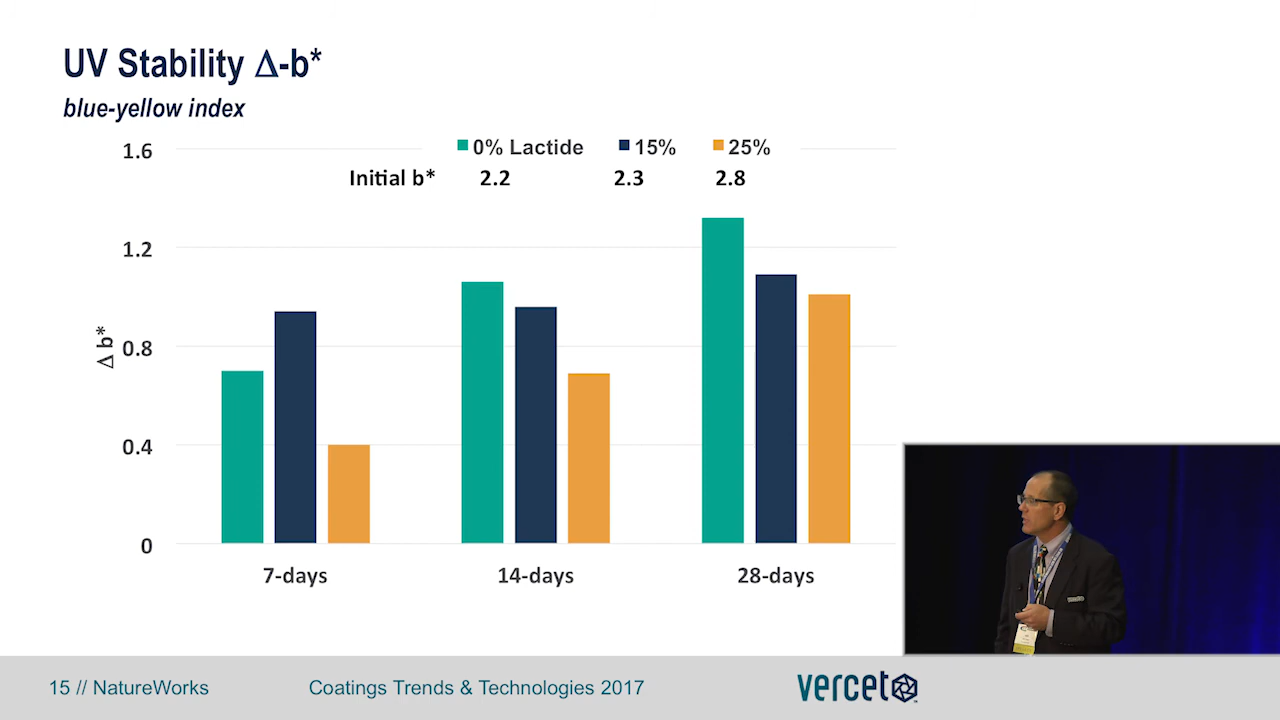 UV Stability Δ-b*
blue-yellow index
0% Lactide 15% 25%
Initial b* 2.2 2.3 2.8
1.6
1.2
0.8
0.4
0
Δ b*
7-days 14-days 28-days
15 // NatureWorks Coatings Trends & Technologies 2017 vercet